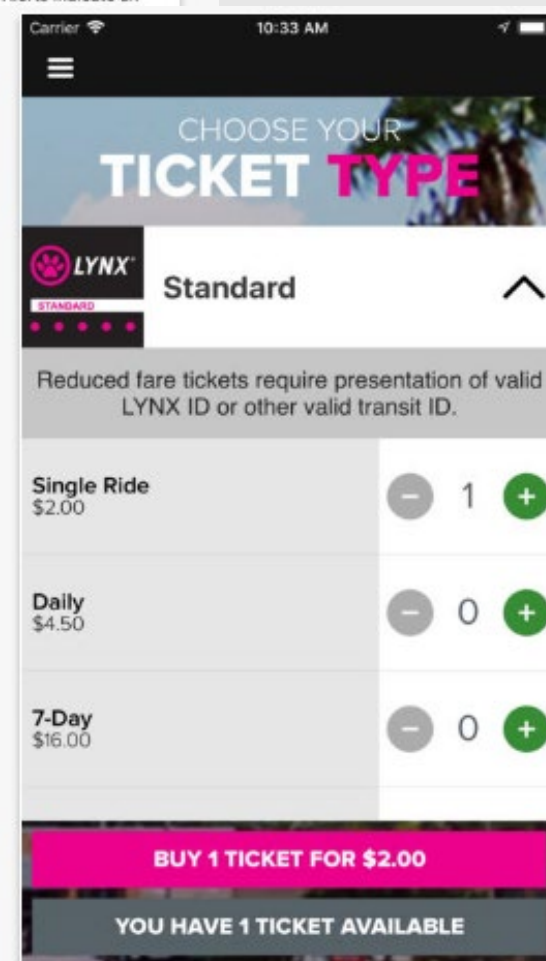 Carrier 10:33 AM
CHOOSE YOUR
TICKET TYPE
LYNX
STANDARD
Standard
Reduced fare tickets require presentation of valid
LYNX ID or other valid transit ID.
Single Ride
$2.00
1
Daily
$4.50
0
7-Day
$16.00
0
BUY 1 TICKET FOR $2.00
YOU HAVE 1 TICKET AVAILABLE